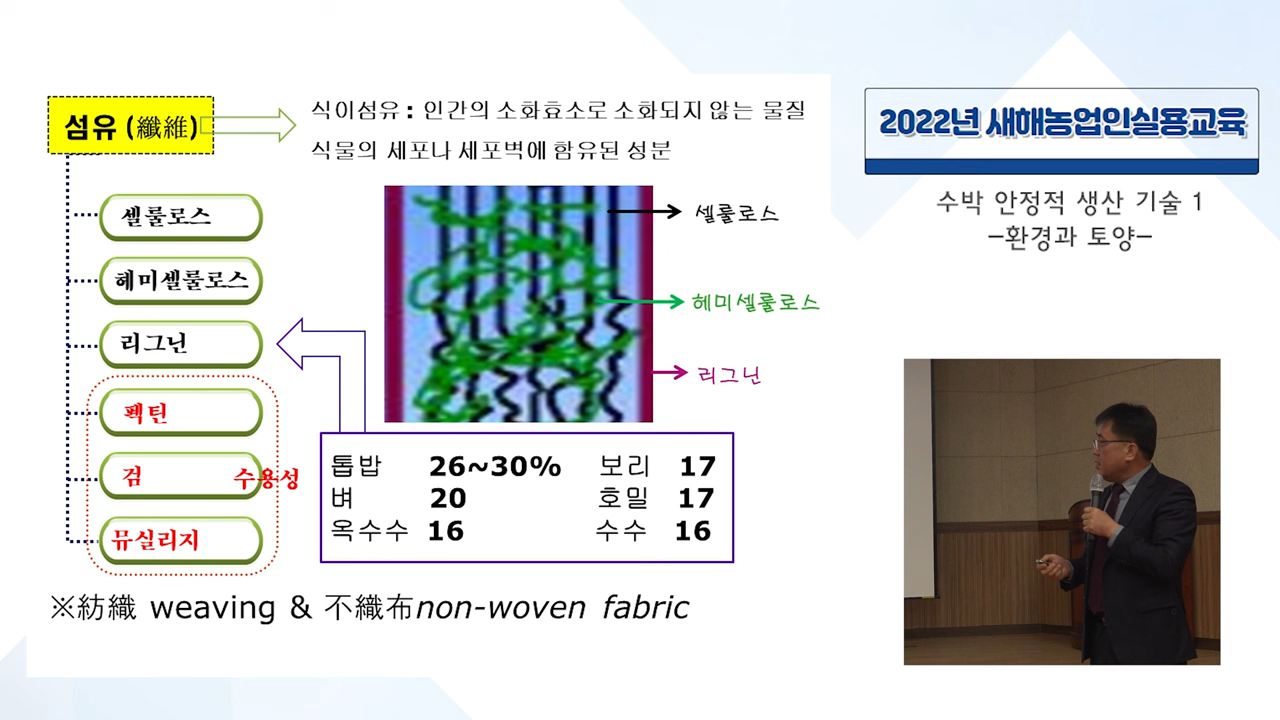 섬유 (纖維)
식이섬유 : 인간의 소화효소로 소화되지 않는 물질
식물의 세포나 세포벽에 함유된 성분
셀룰로스
헤미셀룰로스
리그닌
펙틴
검 수용성
뮤실리지
셀룰로스
헤미셀룰로스
리그닌
톱밥 26~30% 보리 17
벼 20 호밀 17
옥수수 16 수수 16
※紡織 weaving & 不織布non-woven fabric
2022년 새해농업인실용교육
수박 안정적 생산 기술 1
-환경과 토양-